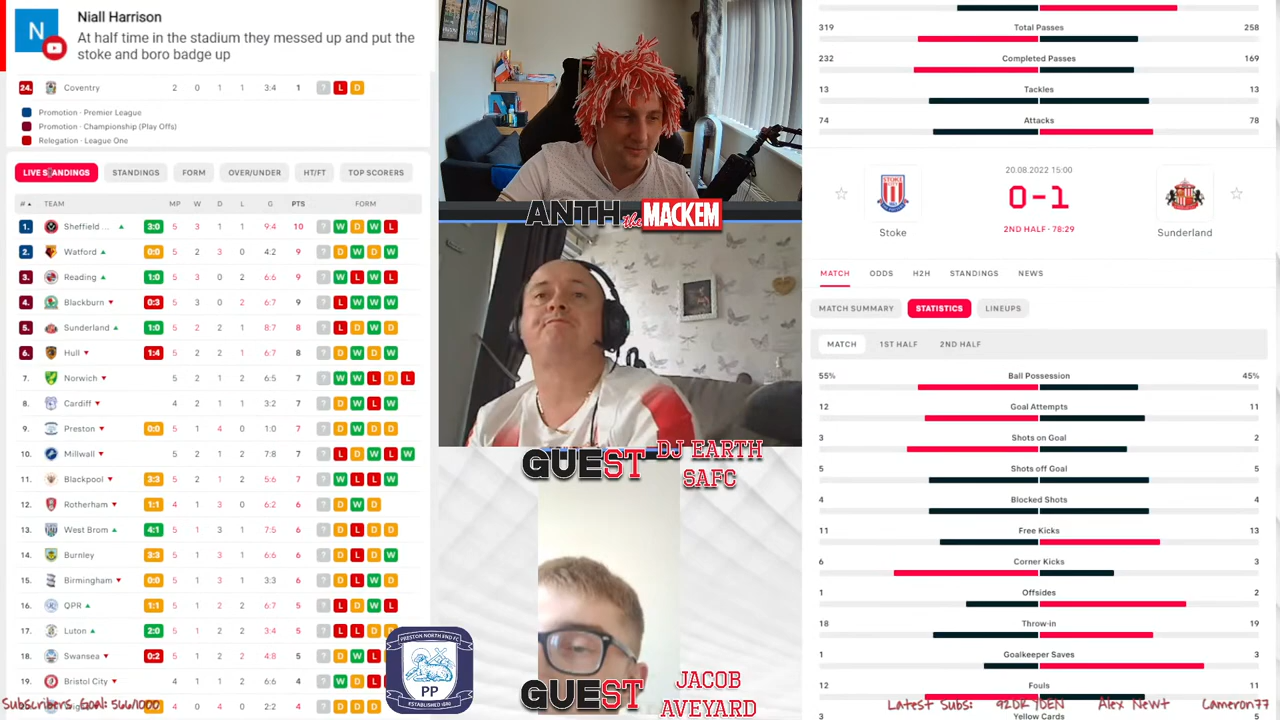 Niall Harrison
At half time in the stadium they messed up and put the
stoke and boro badge up
24. Coventry 2 0 1 1 3:4 1 ? L D
Promotion - Premier League
Promotion - Championship (Play Offs)
Relegation - League One
LIVE STANDINGS STANDINGS FORM OVER/UNDER HT/FT TOP SCORERS
# TEAM MP W D L G PTS FORM
1. Sheffield ... 3:0 5 3 1 1 9:4 10 ? W D W L
2. Watford 0:0 5 2 3 0 4:2 9 ? D W D W
3. Reading 1:0 5 3 0 2 6:6 9 ? W L W L
4. Blackburn 0:3 5 3 0 2 6:7 9 ? L W W W
5. Sunderland 1:0 5 2 2 1 8 ? L D W D
6. Hull 1:4 5 2 2 1 6:7 8 ? D W D W
7. Norwich 5 2 1 2 6:5 7 ? W W L D L
8. Cardiff 4 2 1 1 3:2 7 ? D W L W
9. Preston 0:0 5 1 4 0 1:0 7 ? D W D D
10. Millwall 5 2 1 2 7:8 7 ? D L W L W
11. Blackpool 3:3 5 2 1 2 5:6 7 ? W L L W
12. Rotherham 1:1 4 1 3 0 6:2 6 ? D W D
13. West Brom 4:1 5 1 3 1 7:5 6 ? L D L D
14. Burnley 3:3 5 1 3 1 6:6 6 ? D L D W
15. Birmingham 0:0 5 1 3 1 3:3 6 ? D L W D
16. QPR 1:1 5 1 2 2 6:7 5 ? L D W L
17. Luton 2:0 5 1 2 2 3:4 5 ? L L D D
18. Swansea 0:2 5 1 2 2 4:8 5 ? D W L
19. Bristol City 4 1 1 2 6:6 4 ? W D L
Subscribers Goal: 500/1000
PRESTON NORTH END FC
PP
ANTH the MACKEM
GUEST DJ EARTH
SAFC
GUEST JACOB
AVEYARD
319 Total Passes 258
232 Completed Passes 169
13 Tackles 13
74 Attacks 78
20.08.2022 15:00
STOKE
0-1
2ND HALF - 78:29
Stoke Sunderland
MATCH ODDS H2H STANDINGS NEWS
MATCH SUMMARY STATISTICS LINEUPS
MATCH 1ST HALF 2ND HALF
55% Ball Possession 45%
12 Goal Attempts 11
3 Shots on Goal 2
5 Shots off Goal 5
4 Blocked Shots 4
11 Free Kicks 13
6 Corner Kicks 3
1 Offsides 2
18 Throw-in 19
1 Goalkeeper Saves 3
12 Fouls 11
Latest Subs: 92DRYDEN Alex Newt Cameron77
3 Yellow Cards 5